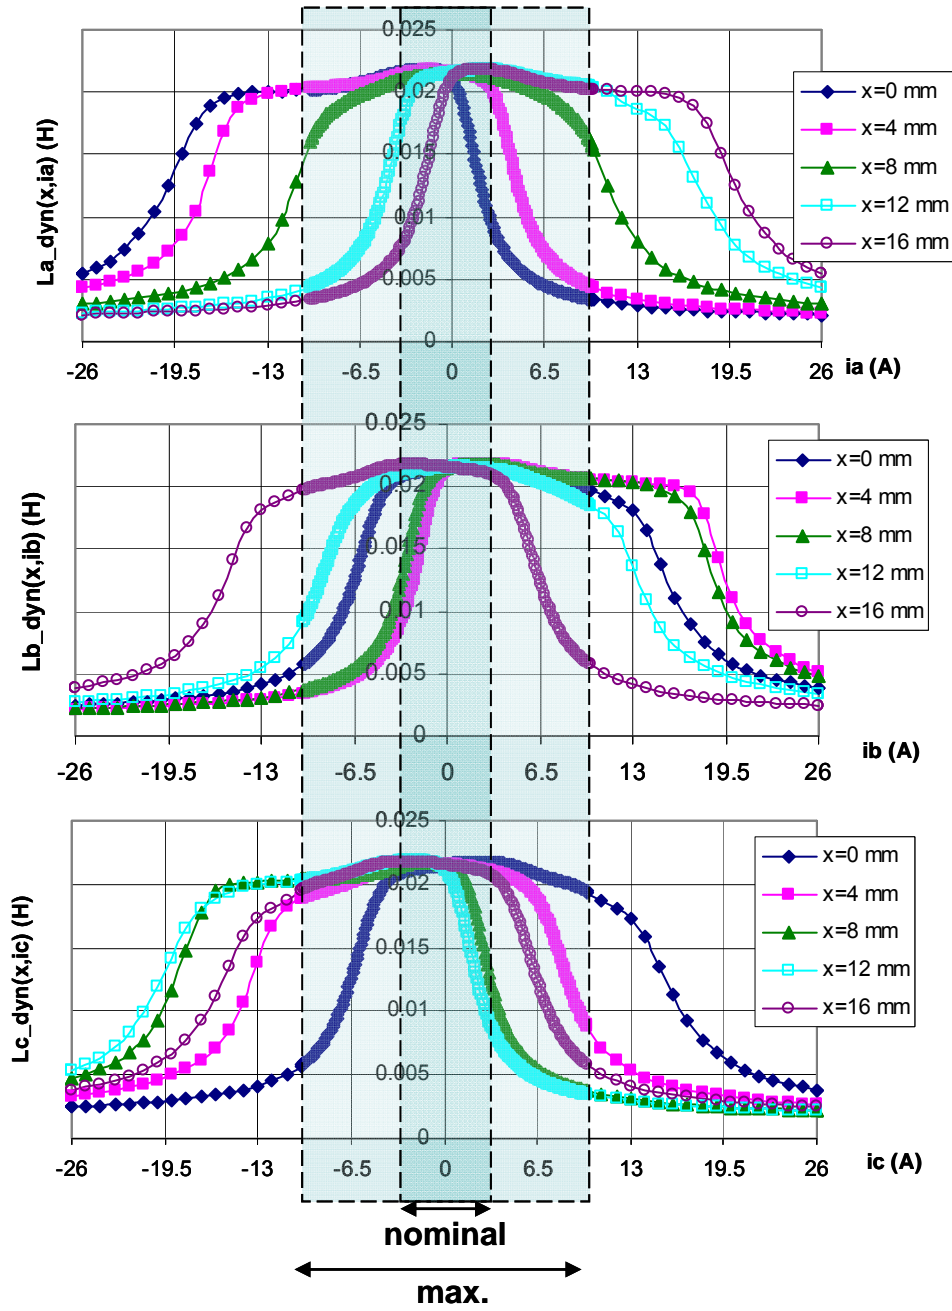 0.025
0.02
0.015
0.01
0.005
0
La_dyn(x,ia) (H)
-26 -19.5 -13 -6.5 0 6.5 13 19.5 26
ia (A)
x=0 mm
x=4 mm
x=8 mm
x=12 mm
x=16 mm
0.025
0.02
0.015
0.01
0.005
0
Lb_dyn(x,ib) (H)
-26 -19.5 -13 -6.5 0 6.5 13 19.5 26
ib (A)
x=0 mm
x=4 mm
x=8 mm
x=12 mm
x=16 mm
0.025
0.02
0.015
0.01
0.005
0
Lc_dyn(x,ic) (H)
-26 -19.5 -13 -6.5 0 6.5 13 19.5 26
ic (A)
x=0 mm
x=4 mm
x=8 mm
x=12 mm
x=16 mm
nominal
max.